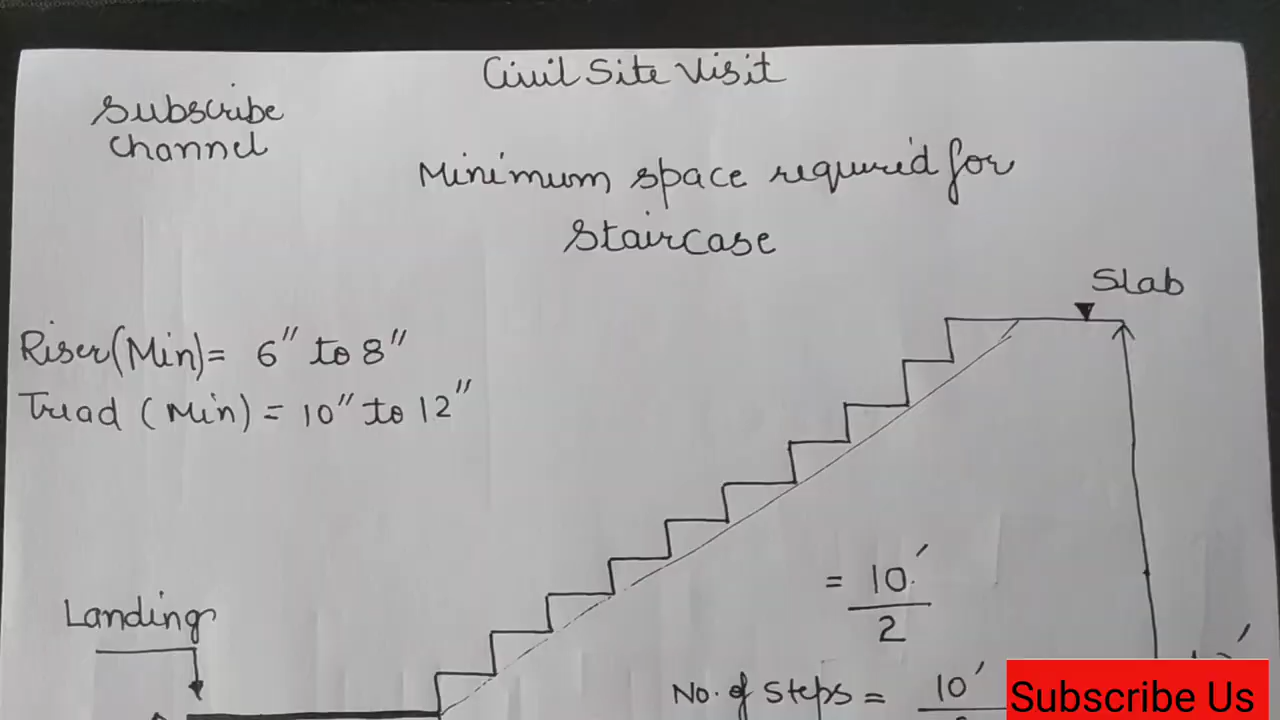 Civil Site Visit
Subscribe
Channel
Minimum space required for
Staircase
Slab
Riser (Min) = 6" to 8"
Triad (Min) = 10" to 12"
= 10'
2
Landing
No. of Steps = 10'
Subscribe Us